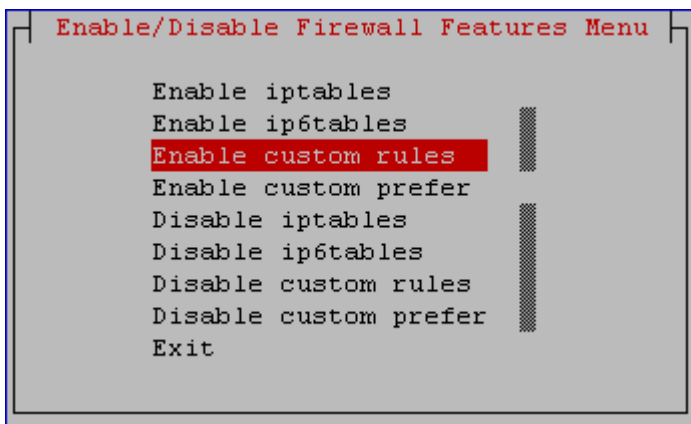 Enable/Disable Firewall Features Menu
Enable iptables
Enable ip6tables
Enable custom rules
Enable custom prefer
Disable iptables
Disable ip6tables
Disable custom rules
Disable custom prefer
Exit